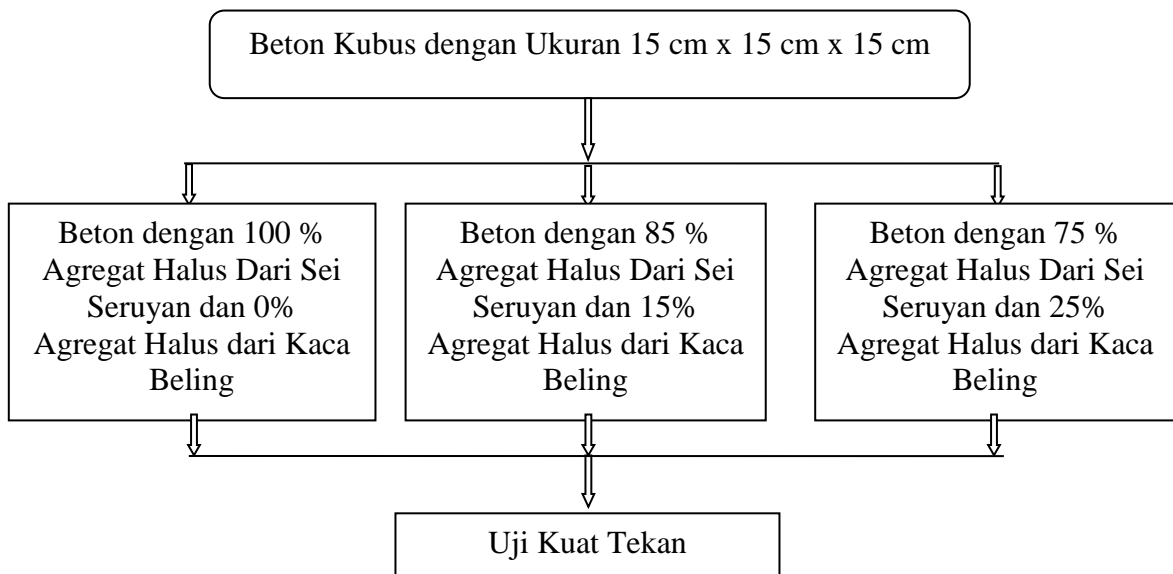 Beton Kubus dengan Ukuran 15 cm x 15 cm x 15 cm
Beton dengan 100 %
Agregat Halus Dari Sei
Seruyan dan 0%
Agregat Halus dari Kaca
Beling
Beton dengan 85 %
Agregat Halus Dari Sei
Seruyan dan 15%
Agregat Halus dari Kaca
Beling
Beton dengan 75 %
Agregat Halus Dari Sei
Seruyan dan 25%
Agregat Halus dari Kaca
Beling
Uji Kuat Tekan